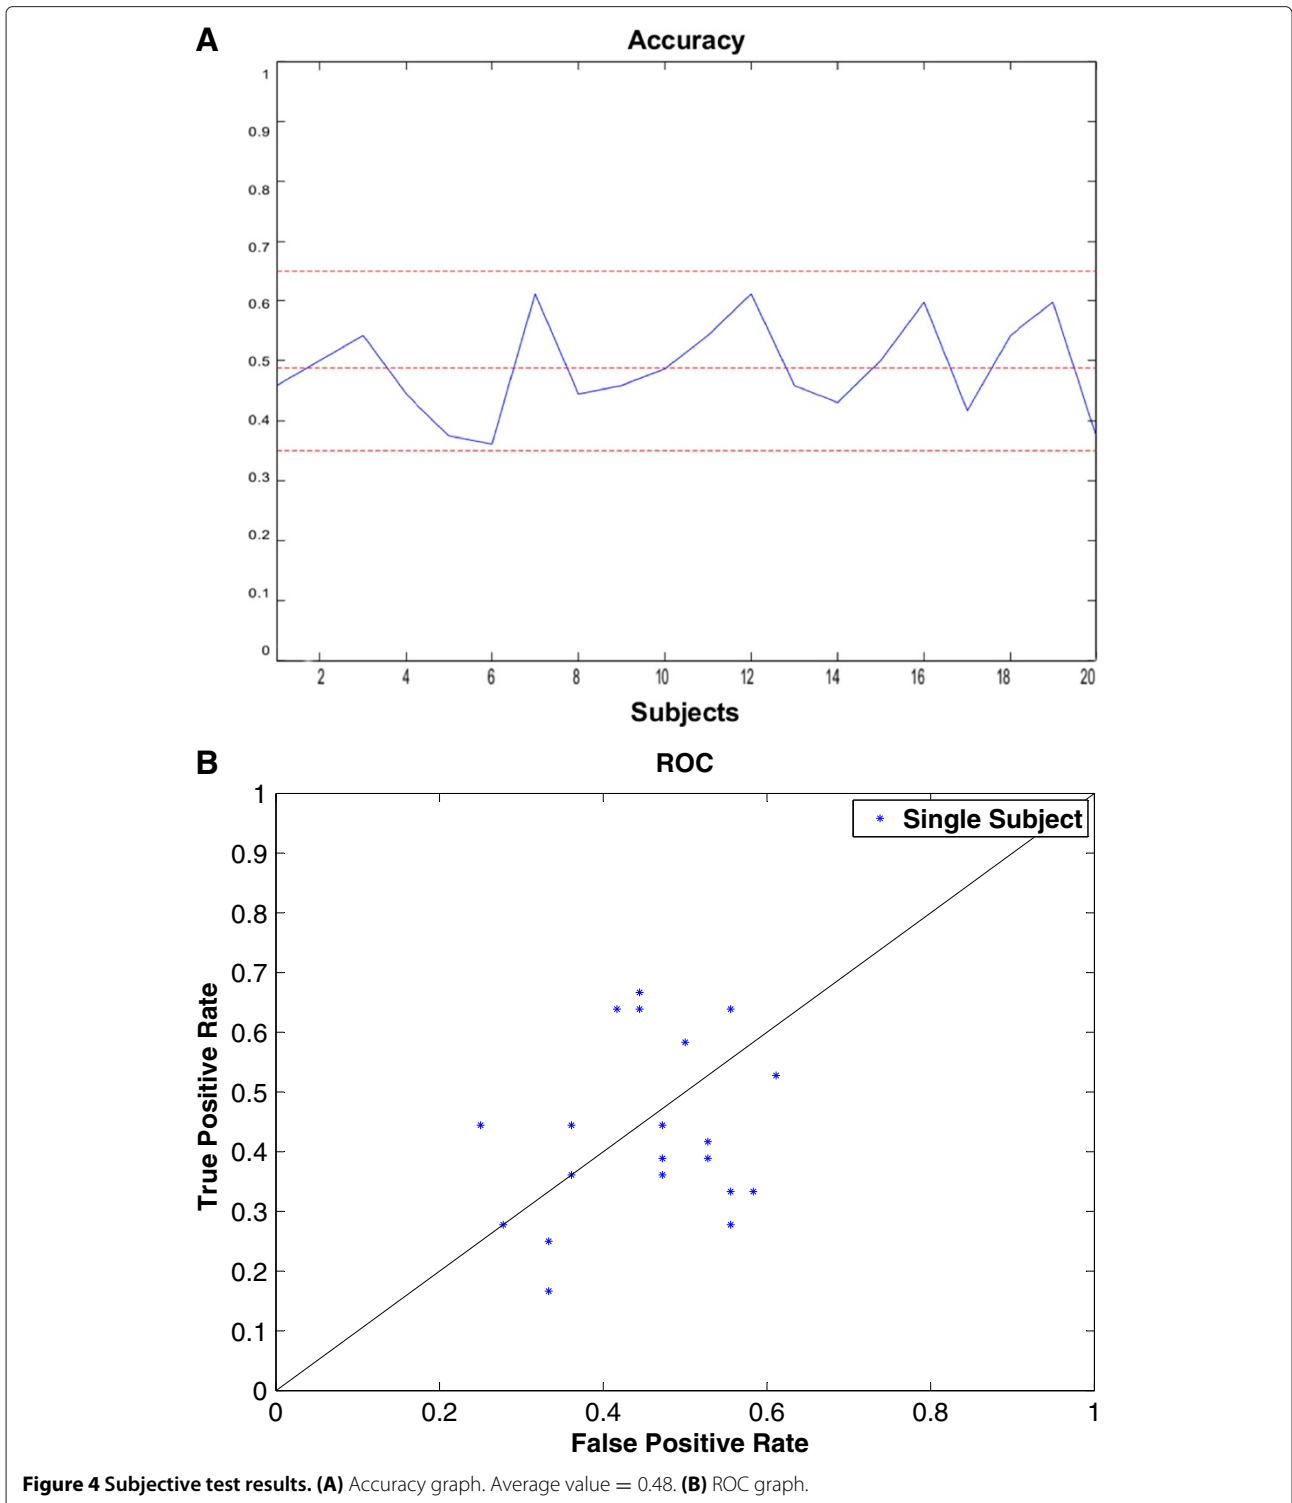 A
Accuracy
1
0.9
0.8
0.7
0.6
0.5
0.4
0.3
0.2
0.1
0
2 4 6 8 10 12 14 16 18 20
Subjects
B
ROC
Single Subject
1
0.9
0.8
0.7
0.6
0.5
0.4
0.3
0.2
0.1
0
True Positive Rate
0 0.2 0.4 0.6 0.8 1
False Positive Rate
Figure 4 Subjective test results. (A) Accuracy graph. Average value = 0.48. (B) ROC graph.